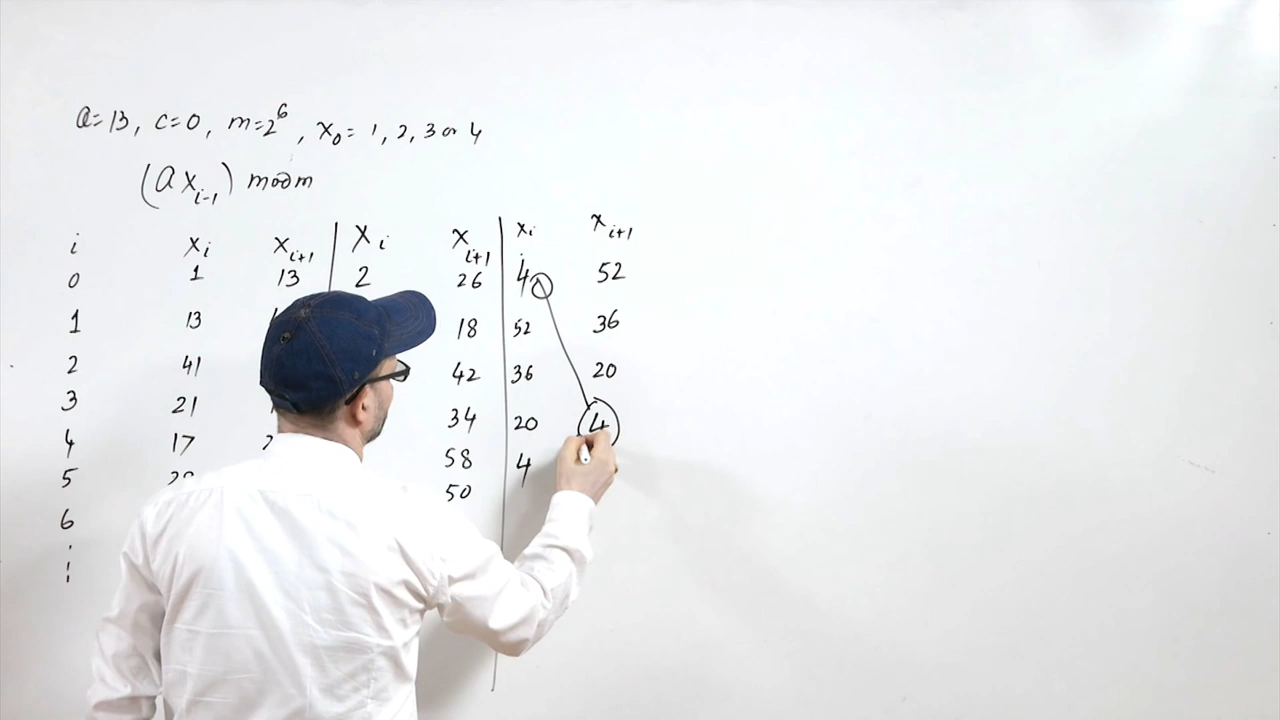 a=13, c=0, m=2^6, x_0 = 1, 2, 3 or 4
(a x_{i-1}) mod m
i x_i x_{i+1} x_i x_{i+1} x_i x_{i+1}
0 1 13 2 26 4 52
1 13 18 52 36
2 41 42 36 20
3 21 34 20 4
4 17 2 58 4
5 50
6